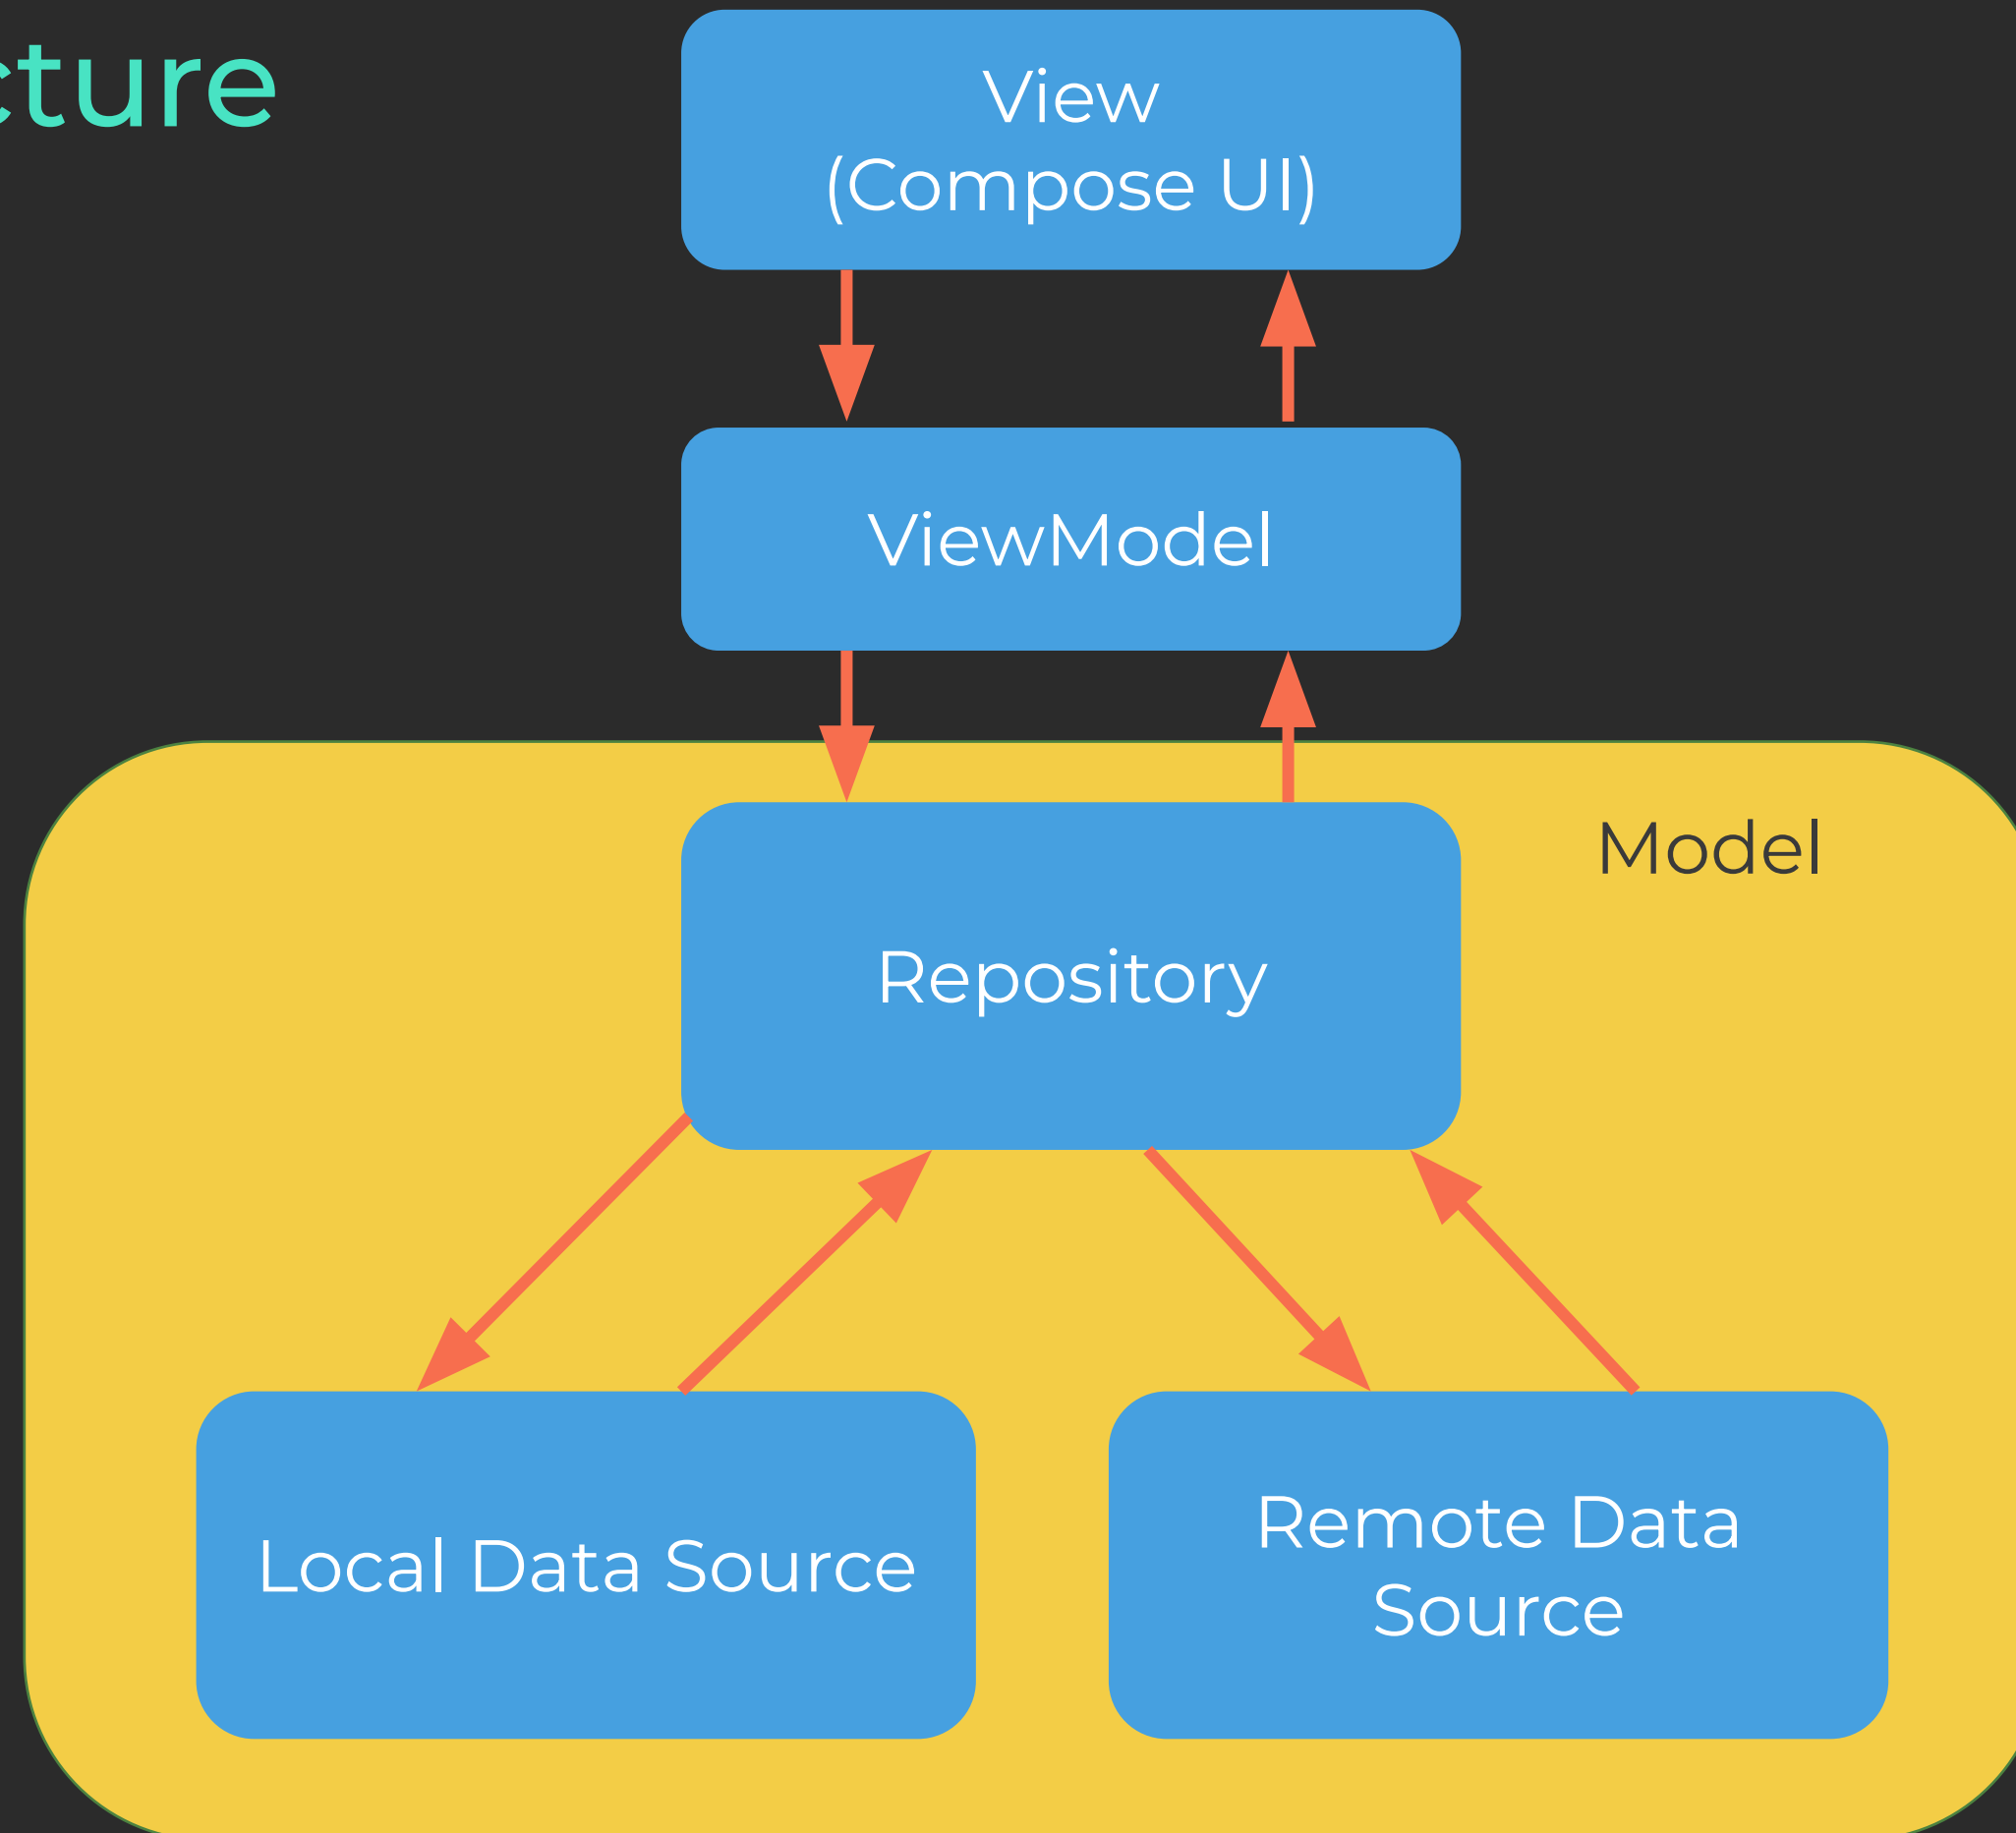 cture
View
(Compose UI)
ViewModel
Model
Repository
Local Data Source
Remote Data
Source